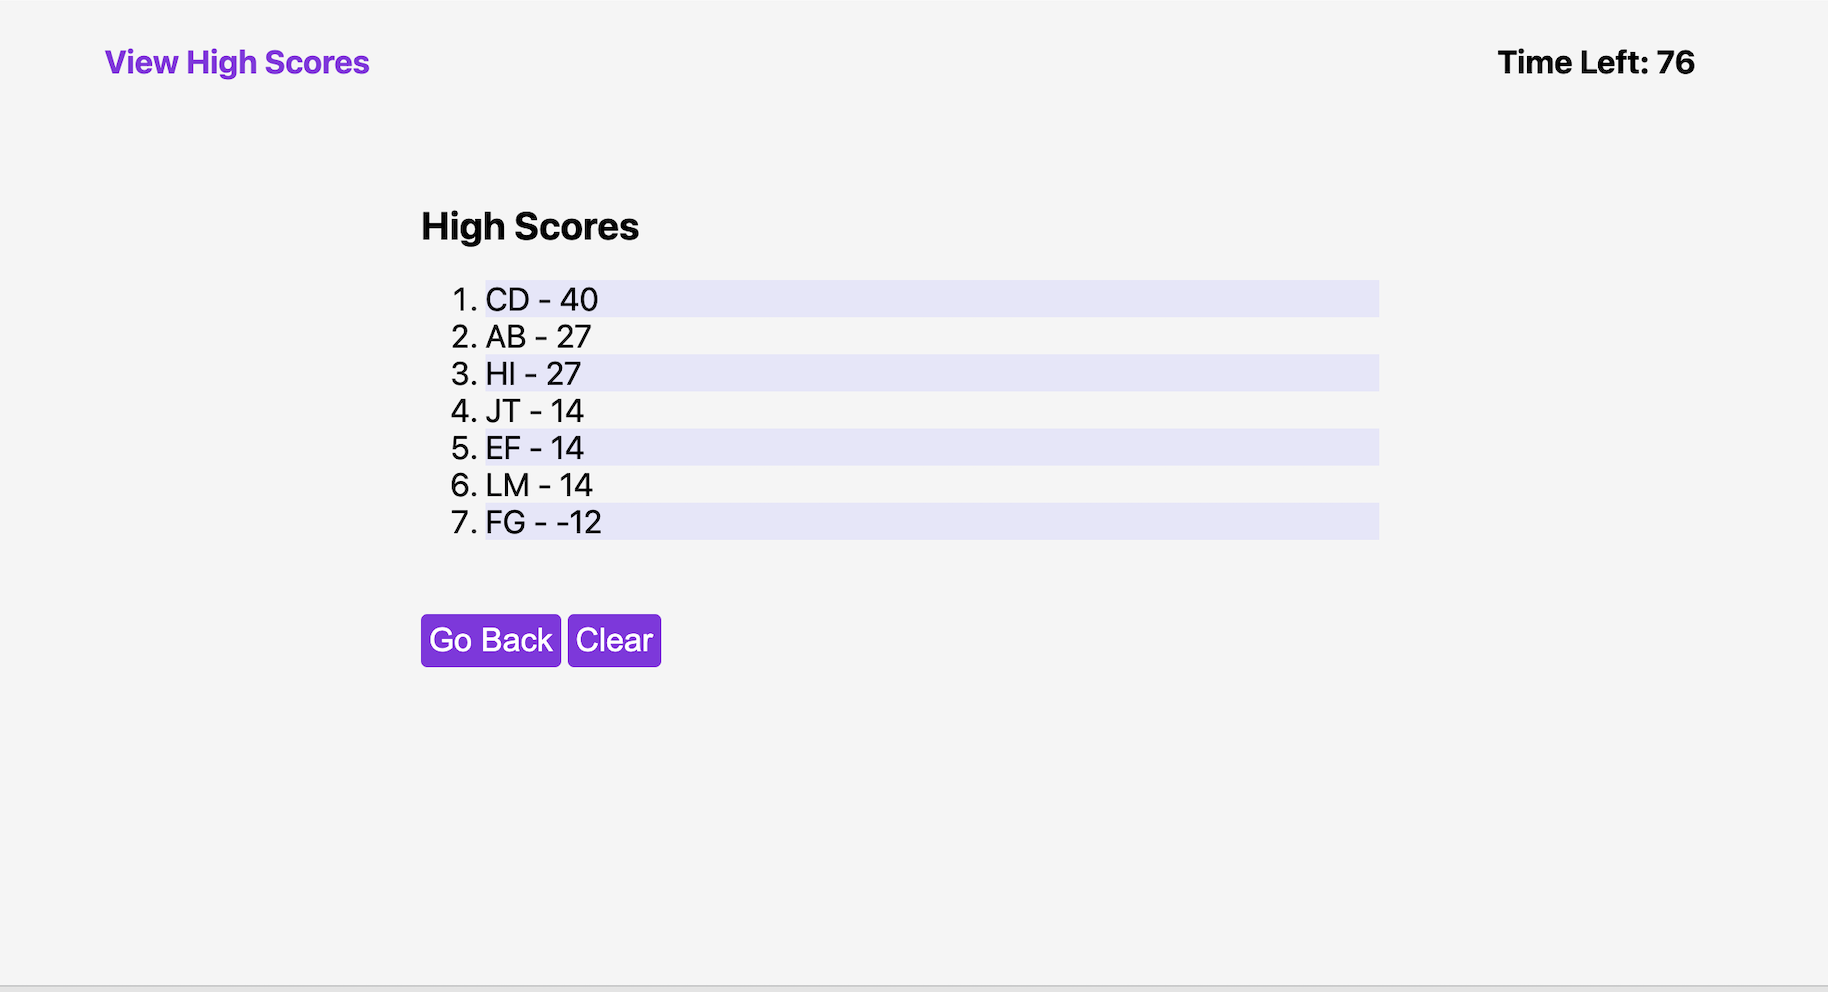 View High Scores
Time Left: 76
High Scores
1. CD - 40
2. AB - 27
3. HI - 27
4. JT - 14
5. EF - 14
6. LM - 14
7. FG - -12
Go Back Clear